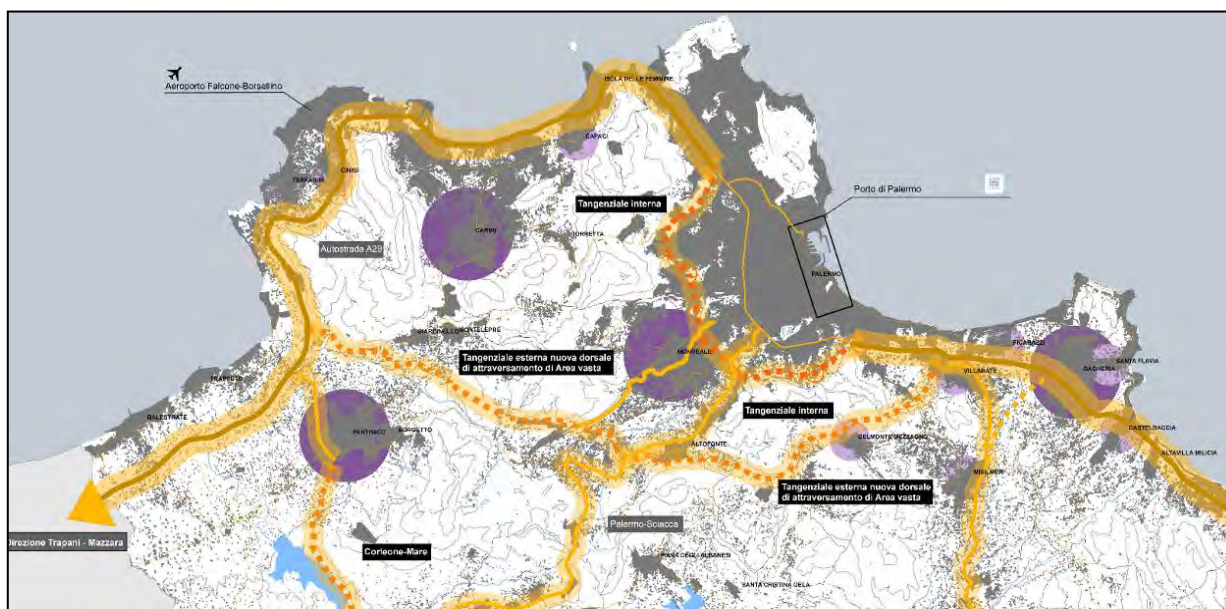 ISOLA DELLE FEMMINE
Aeroporto Falcone-Borsellino
CAPACI
CINISI
TERRASINI
Porto di Palermo
Tangenziale interna
CARINI
TORRETTA
Autostrada A29
PALERMO
GIARDINELLO
MONTELEPRE
FICARAZZI
MONREALE
Tangenziale esterna nuova dorsale
di attraversamento di Area vasta
SANTA FLAVIA
BAGHERIA
VILLABATE
TRAPPETO
Tangenziale interna
BALESTRATE
CASTELDACCIA
PARTINICO
BORGETTO
BELMONTE MEZZAGNO
ALTOFONTE
ALTAVILLA MILICIA
MISILMERI
Tangenziale esterna nuova dorsale
di attraversamento di Area vasta
Palermo-Sciacca
Direzione Trapani - Mazzara
Corleone-Mare
PIANA DEGLI ALBANESI
SANTA CRISTINA GELA